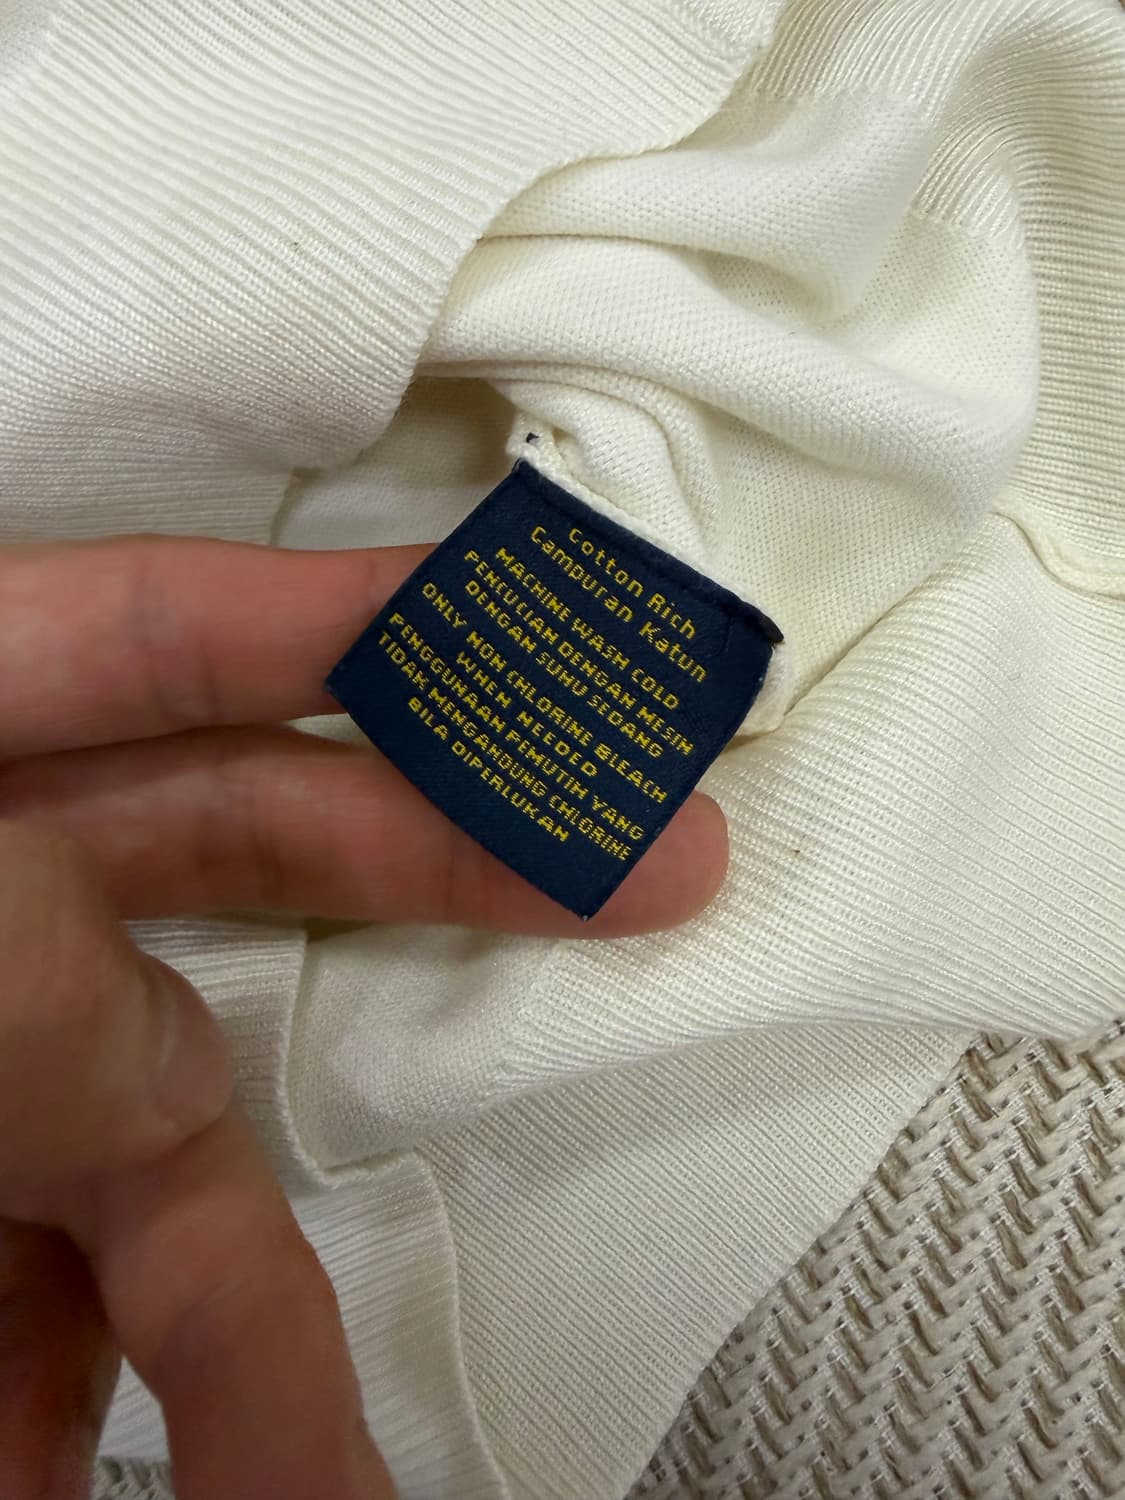 Cotton Rich
Campuran Katun
MACHINE WASH COLD
PENCUCIAN DENGAN MESIN
DENGAN SUHU SEDANG
ONLY NON CHLORINE BLEACH
WHEN NEEDED
PENGGUNAAN PEMUTIH YANG
TIDAK MENGANDUNG CHLORINE
BILA DIPERLUKAN